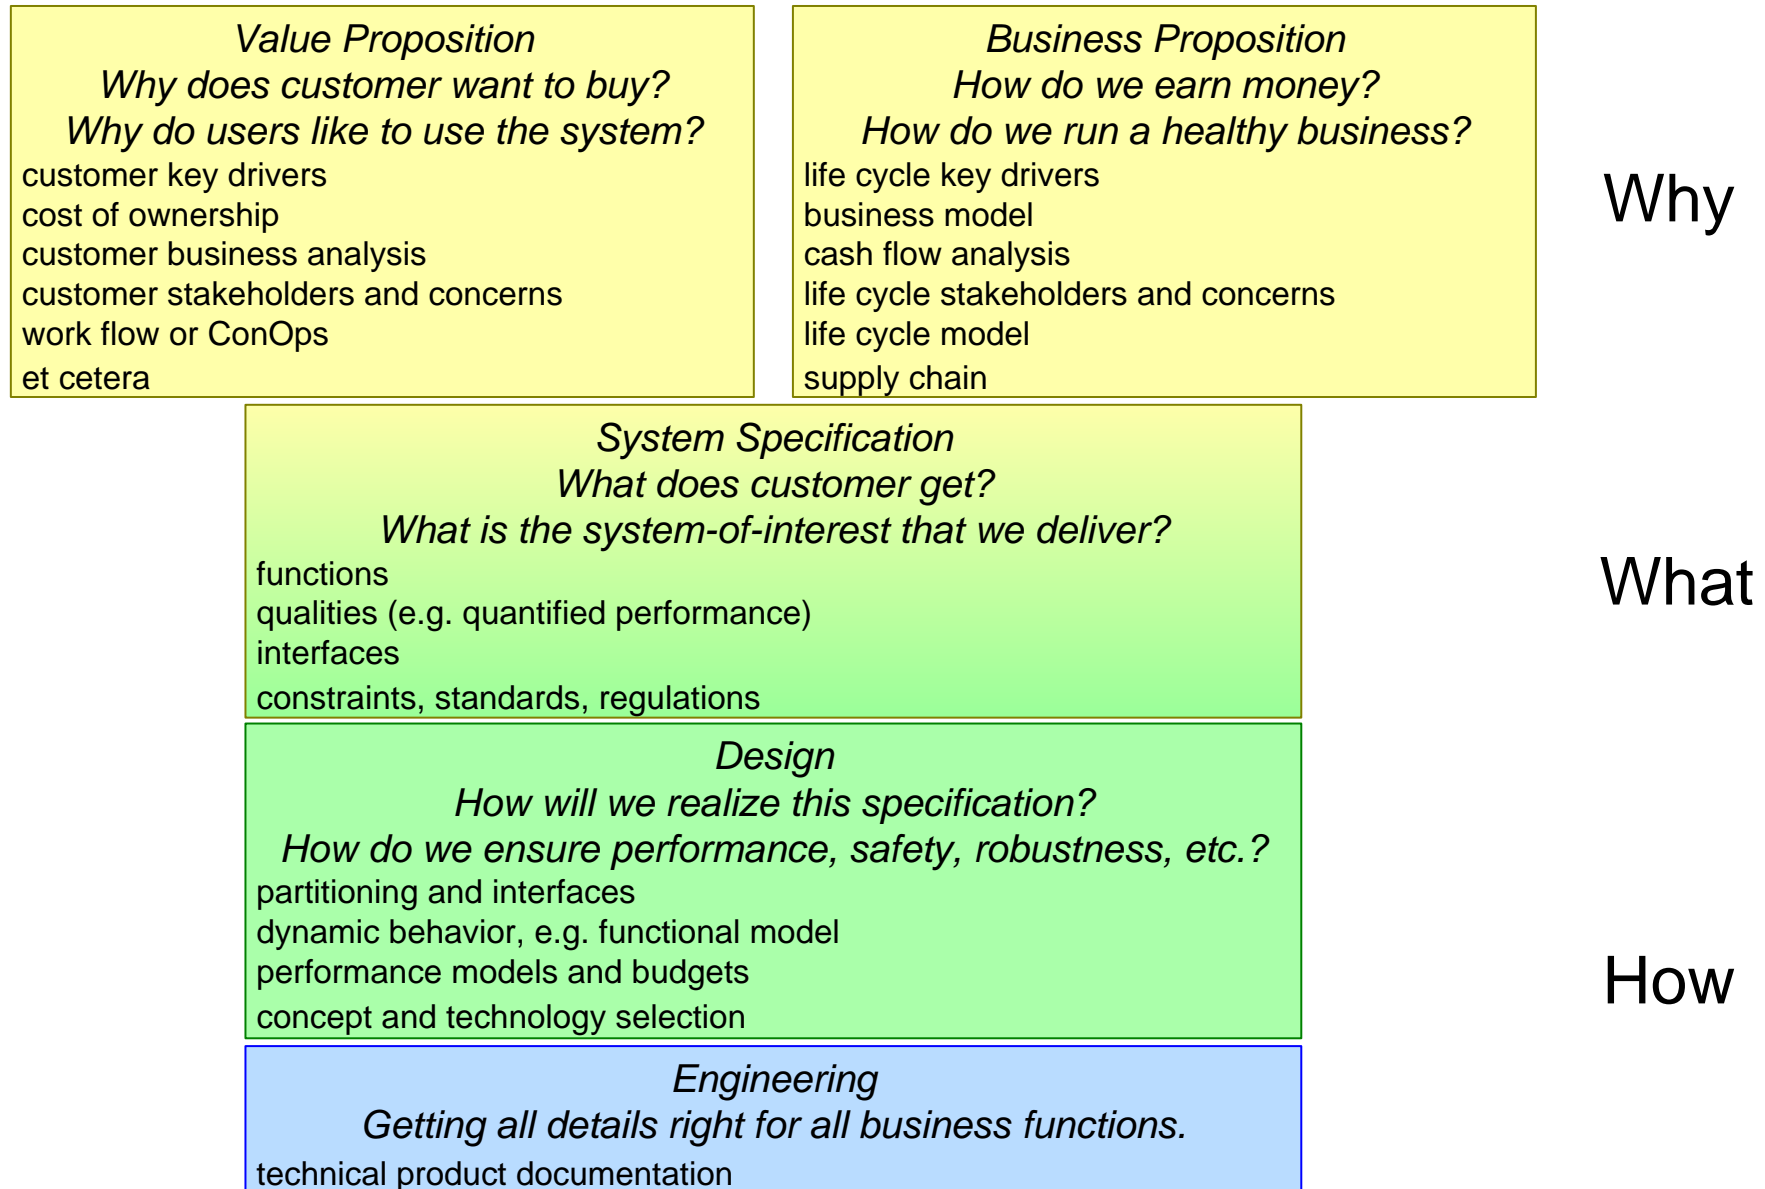 Value Proposition
Why does customer want to buy?
Why do users like to use the system?
customer key drivers
cost of ownership
customer business analysis
customer stakeholders and concerns
work flow or ConOps
et cetera
Business Proposition
How do we earn money?
How do we run a healthy business?
life cycle key drivers
business model
cash flow analysis
life cycle stakeholders and concerns
life cycle model
supply chain
Why
System Specification
What does customer get?
What is the system-of-interest that we deliver?
functions
qualities (e.g. quantified performance)
interfaces
constraints, standards, regulations
What
Design
How will we realize this specification?
How do we ensure performance, safety, robustness, etc.?
partitioning and interfaces
dynamic behavior, e.g. functional model
performance models and budgets
concept and technology selection
How
Engineering
Getting all details right for all business functions.
technical product documentation